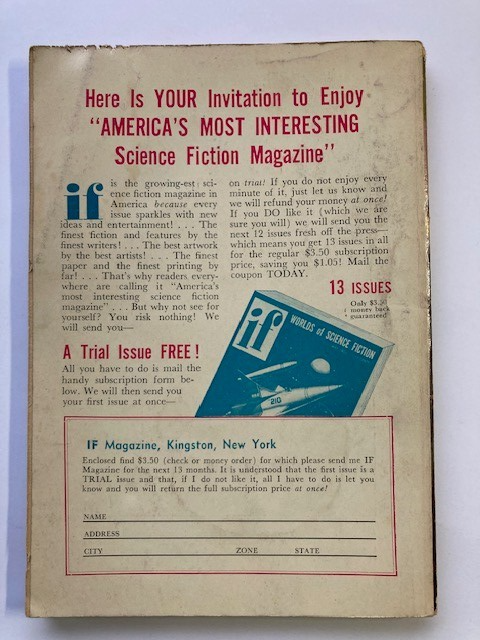 Here Is YOUR Invitation to Enjoy
"AMERICA'S MOST INTERESTING
Science Fiction Magazine"
if is the growing-est sci-
ence fiction magazine in
America because every
issue sparkles with new
ideas and entertainment! . . . The
finest fiction and features by the
finest writers! . . . The best artwork
by the best artists! . . . The finest
paper and the finest printing by
far! . . . That's why readers every-
where are calling it "America's
most interesting science fiction
magazine" . . . But why not see for
yourself? You risk nothing! We
will send you—
A Trial Issue FREE!
All you have to do is mail the
handy subscription form be-
low. We will then send you
your first issue at once—
on trial! If you do not enjoy every
minute of it, just let us know and
we will refund your money at once!
If you DO like it (which we are
sure you will) we will send you the
next 12 issues fresh off the press—
which means you get 13 issues in all
for the regular $3.50 subscription
price, saving you $1.05! Mail the
coupon TODAY.
13 ISSUES
Only $3.50
money back
guaranteed
if
WORLDS of SCIENCE FICTION
210
IF Magazine, Kingston, New York
Enclosed find $3.50 (check or money order) for which please send me IF
Magazine for the next 13 months. It is understood that the first issue is a
TRIAL issue and that, if I do not like it, all I have to do is let you
know and you will return the full subscription price at once!
NAME
ADDRESS
CITY ZONE STATE